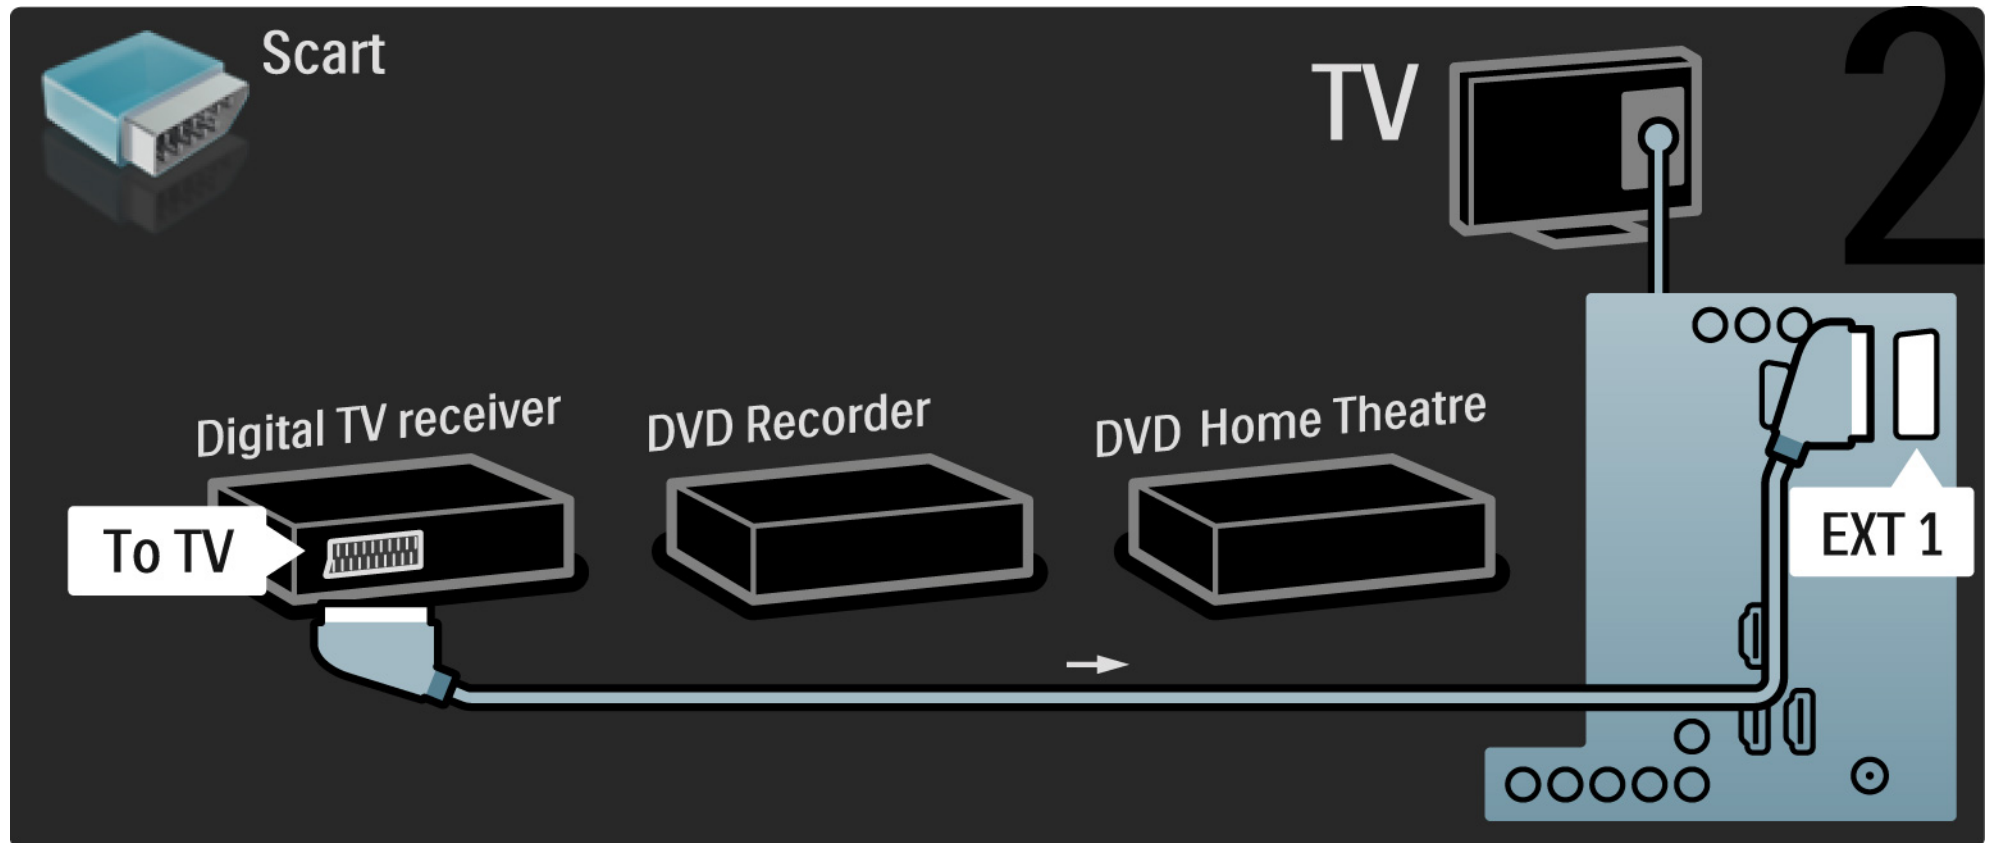 Scart
TV
2
Digital TV receiver
DVD Recorder
DVD Home Theatre
To TV
EXT 1